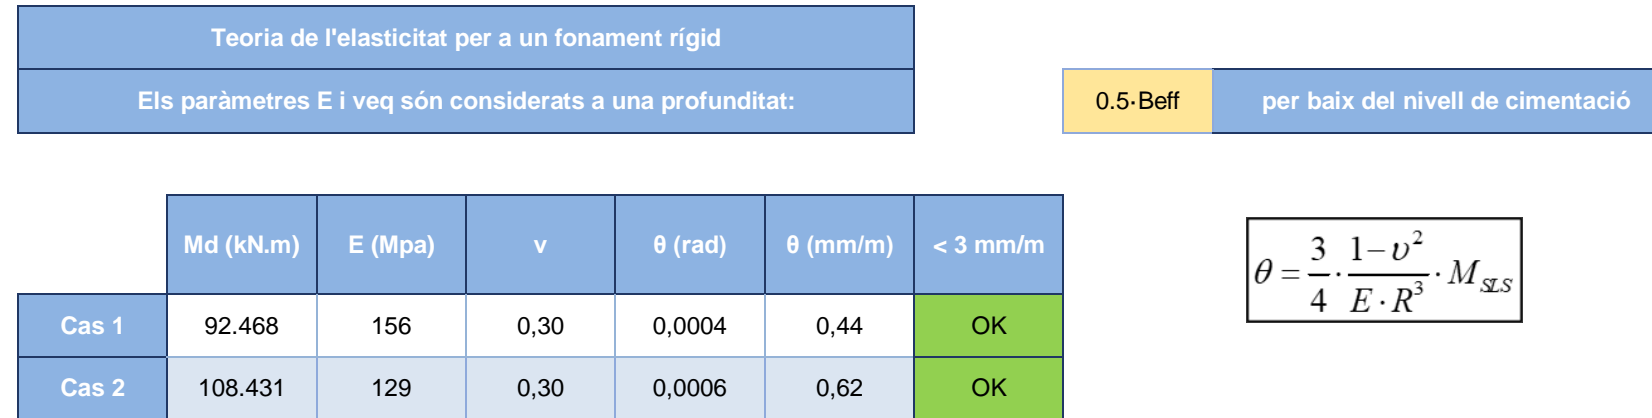 Teoria de l'elasticitat per a un fonament rígid
Els paràmetres E i veq són considerats a una profunditat: 0.5·Beff per baix del nivell de cimentació
Md (kN.m) E (Mpa) v θ (rad) θ (mm/m) < 3 mm/m
Cas 1 92.468 156 0,30 0,0004 0,44 OK
Cas 2 108.431 129 0,30 0,0006 0,62 OK
θ = 3/4 · (1−υ²)/(E·R³) · M_SLS